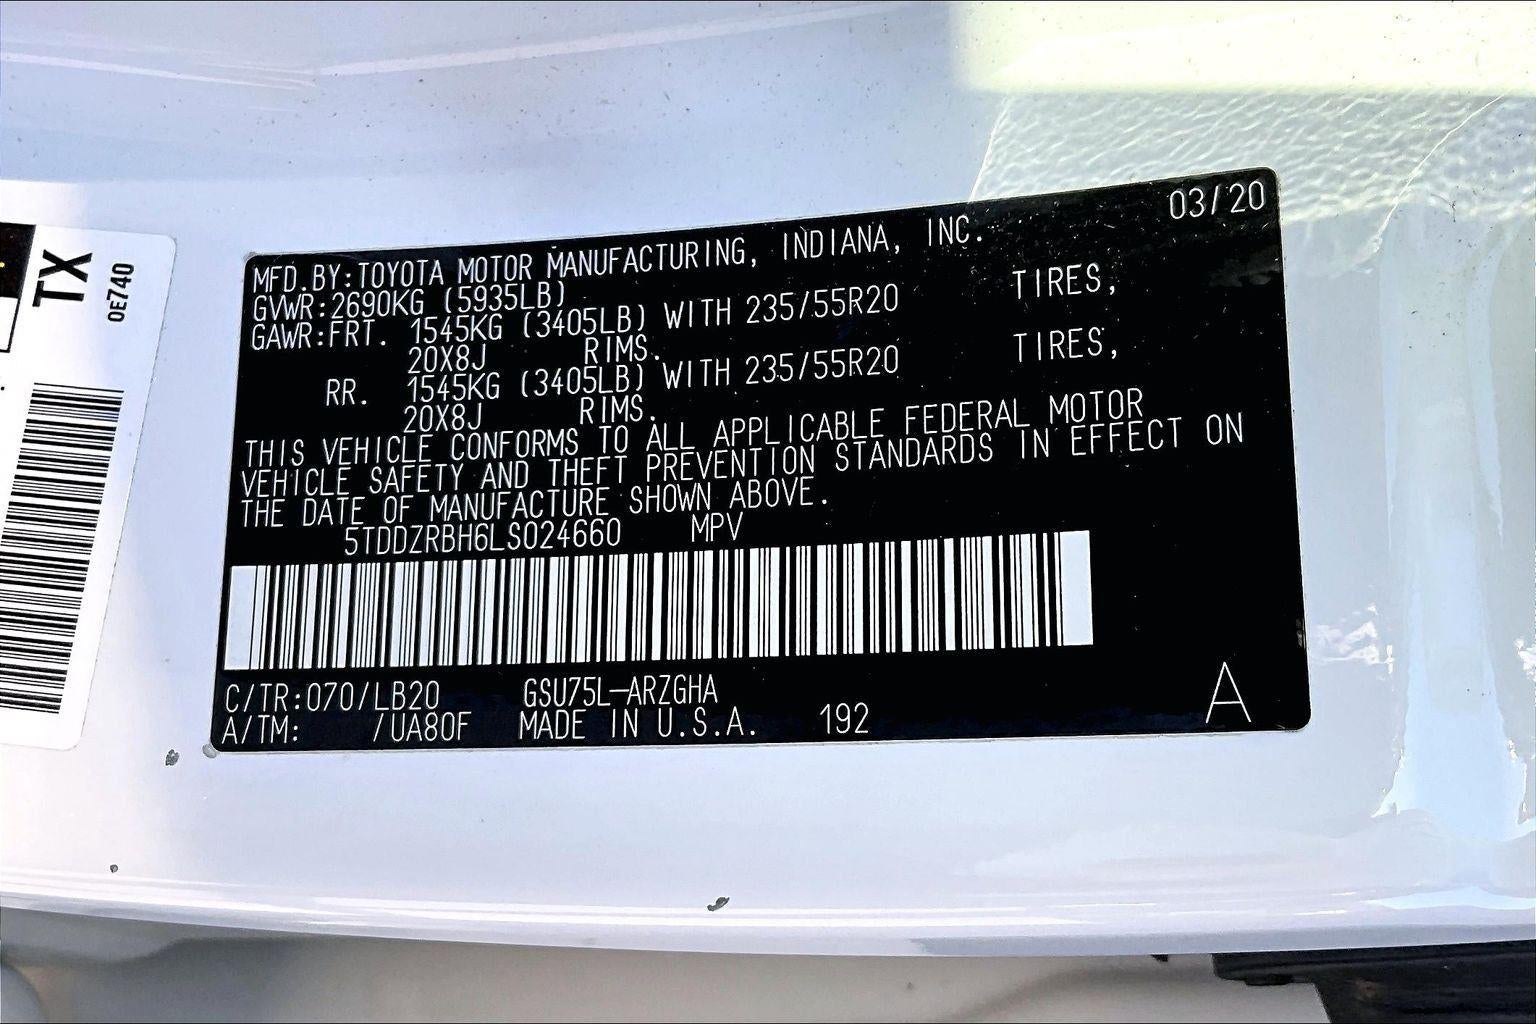 TX
0E740
03/20
MFD.BY:TOYOTA MOTOR MANUFACTURING, INDIANA, INC.
GVWR:2690KG (5935LB)
GAWR:FRT. 1545KG (3405LB) WITH 235/55R20 TIRES,
20X8J RIMS.
RR. 1545KG (3405LB) WITH 235/55R20 TIRES,
20X8J RIMS.
THIS VEHICLE CONFORMS TO ALL APPLICABLE FEDERAL MOTOR
VEHICLE SAFETY AND THEFT PREVENTION STANDARDS IN EFFECT ON
THE DATE OF MANUFACTURE SHOWN ABOVE.
5TDDZRBH6LS024660 MPV
C/TR:070/LB20 GSU75L-ARZGHA
A/TM: /UA80F MADE IN U.S.A. 192
A